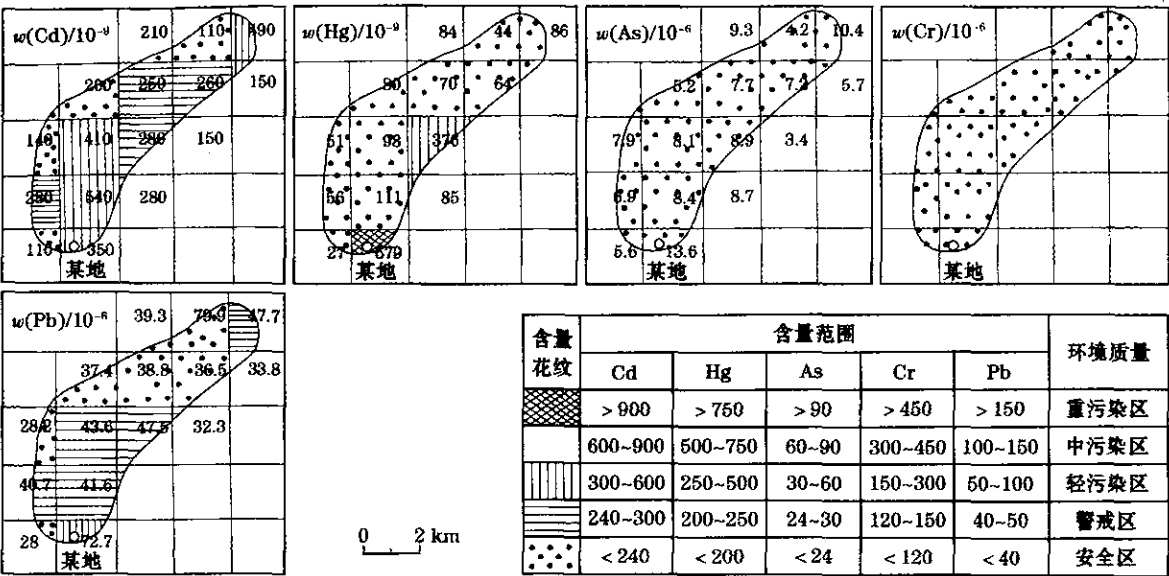 w(Cd)/10⁻⁹ 210 110 490
250 260 150
140 410 280 150
280 540 280
110 350
某地
w(Hg)/10⁻⁹ 84 44 86
80 70 64
51 98 376
56 111 85
27 879
某地
w(As)/10⁻⁶ 9.3 4.2 10.4
5.2 7.7 7.2 5.7
7.9 8.1 8.9 3.4
6.9 8.4 8.7
5.6 13.6
某地
w(Cr)/10⁻⁶
某地
w(Pb)/10⁻⁶ 39.3 47.7
37.4 38.8 36.5 33.8
28.2 43.6 47.5 32.3
40.7 41.6
28 72.7
某地
0 2 km
含量花纹 含量范围 环境质量
Cd Hg As Cr Pb
>900 >750 >90 >450 >150 重污染区
600~900 500~750 60~90 300~450 100~150 中污染区
300~600 250~500 30~60 150~300 50~100 轻污染区
240~300 200~250 24~30 120~150 40~50 警戒区
<240 <200 <24 <120 <40 安全区